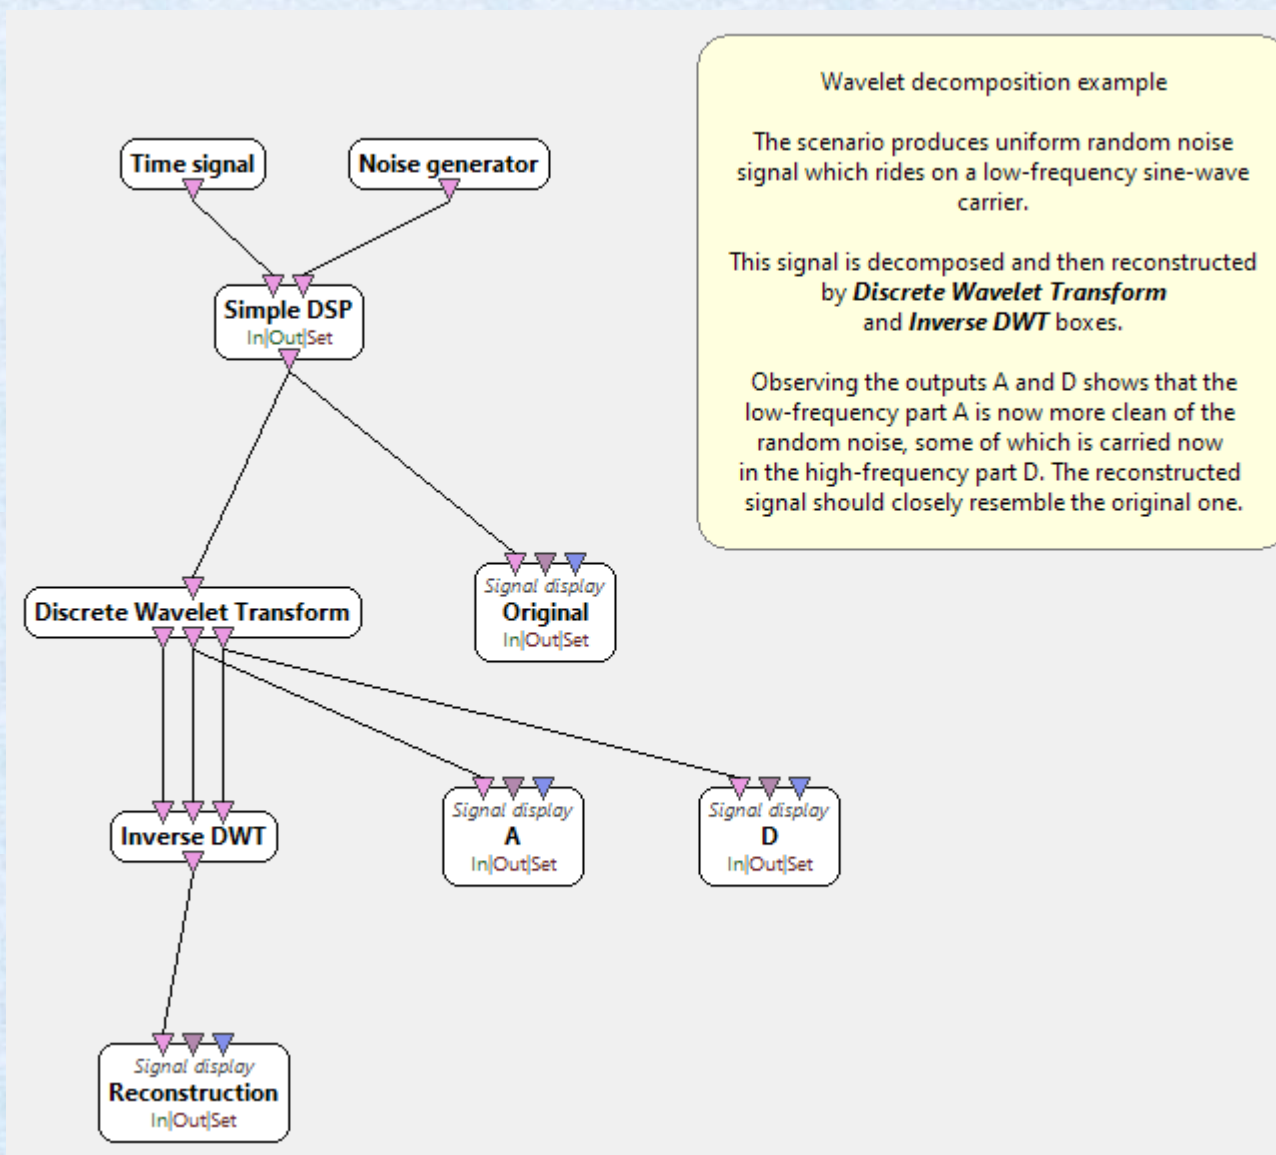 Wavelet decomposition example
The scenario produces uniform random noise
signal which rides on a low-frequency sine-wave
carrier.
This signal is decomposed and then reconstructed
by Discrete Wavelet Transform
and Inverse DWT boxes.
Observing the outputs A and D shows that the
low-frequency part A is now more clean of the
random noise, some of which is carried now
in the high-frequency part D. The reconstructed
signal should closely resemble the original one.
Time signal
Noise generator
Simple DSP
In|Out|Set
Discrete Wavelet Transform
Signal display
Original
In|Out|Set
Inverse DWT
Signal display
A
In|Out|Set
Signal display
D
In|Out|Set
Signal display
Reconstruction
In|Out|Set